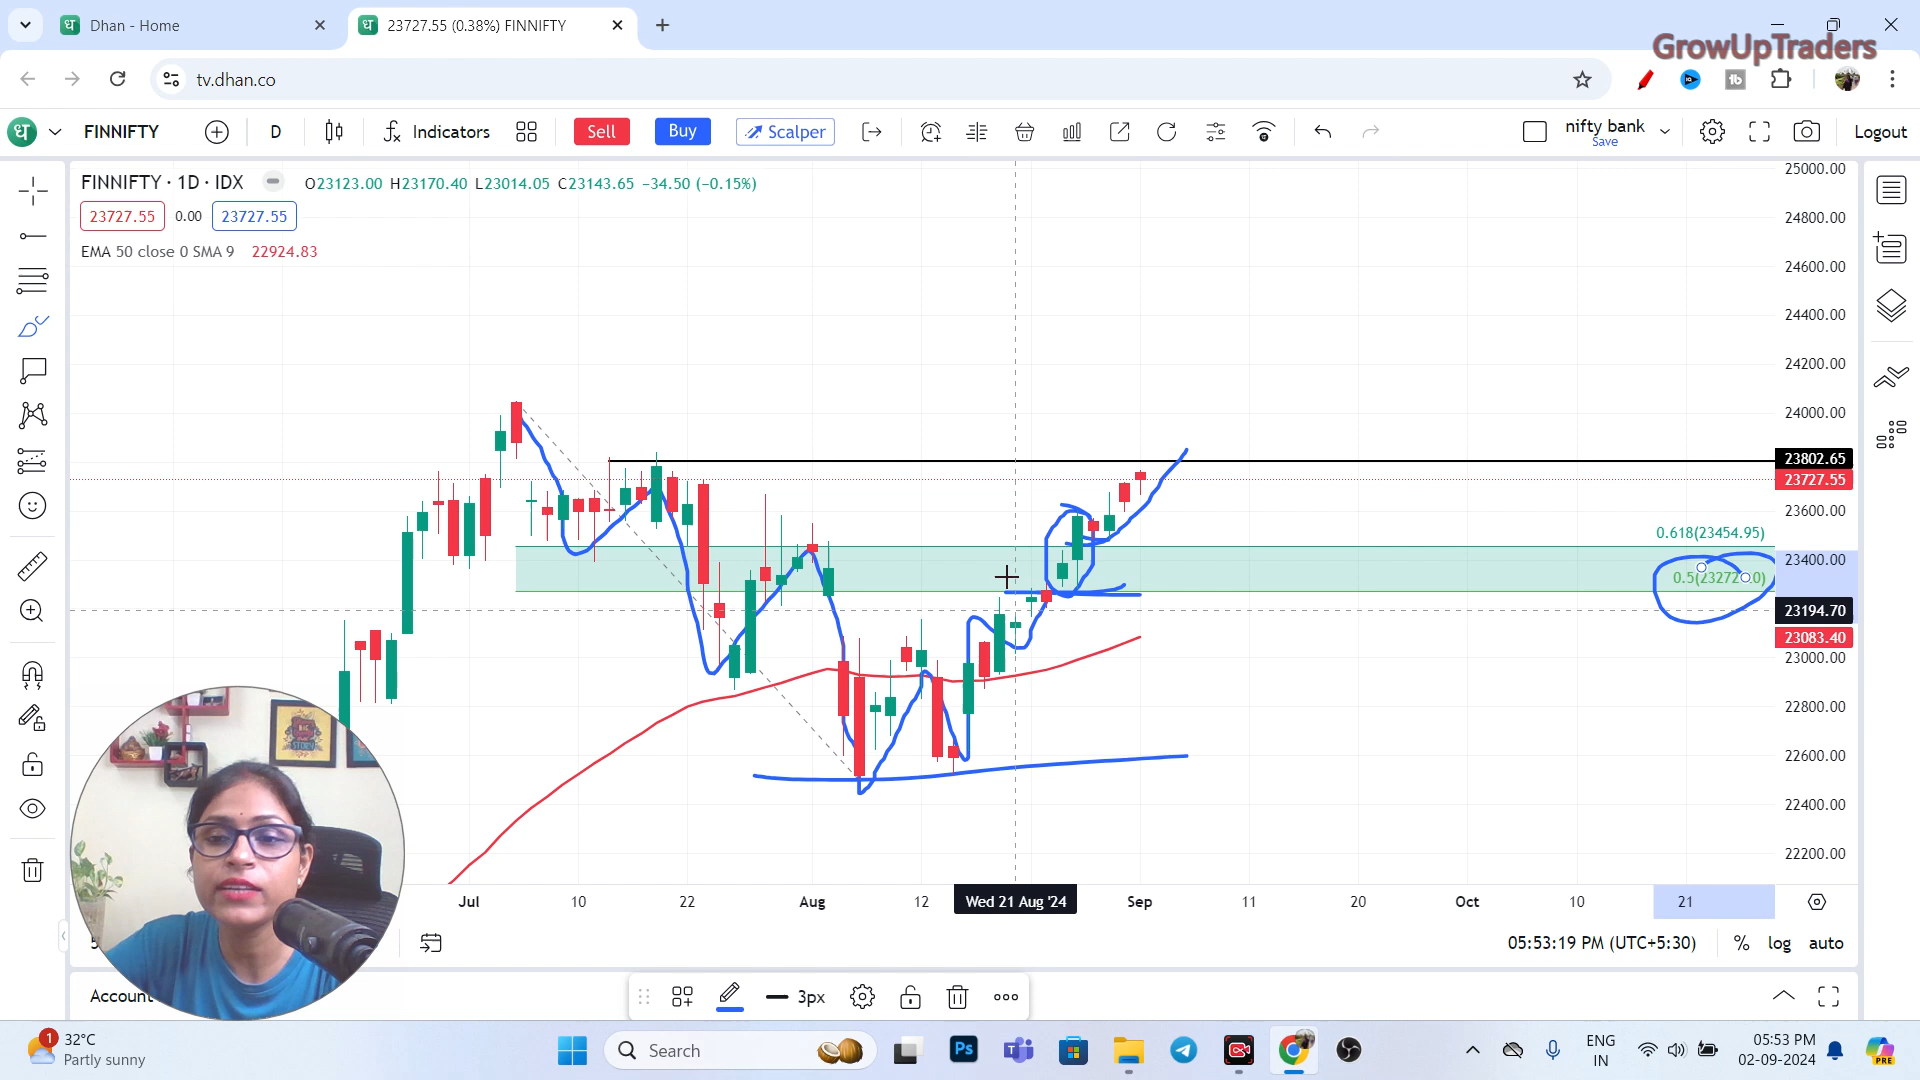 Dhan - Home
23727.55 (0.38%) FINNIFTY
GrowUpTraders
tv.dhan.co
FINNIFTY
D
Indicators
Sell
Buy
Scalper
nifty bank
Save
Logout
FINNIFTY · 1D · IDX
O23123.00 H23170.40 L23014.05 C23143.65 −34.50 (−0.15%)
23727.55 0.00 23727.55
EMA 50 close 0 SMA 9 22924.83
25000.00
24800.00
24600.00
24400.00
24200.00
24000.00
23802.65
23727.55
23600.00
0.618(23454.95)
23400.00
23194.70
23083.40
23000.00
22800.00
22600.00
22400.00
22200.00
Jul 10 22 Aug 12 Wed 21 Aug '24 Sep 11 20 Oct 10 21
05:53:19 PM (UTC+5:30) % log auto
Account
3px
1
32°C
Partly sunny
Search
Ps
ENG
IN
05:53 PM
02-09-2024
PRE